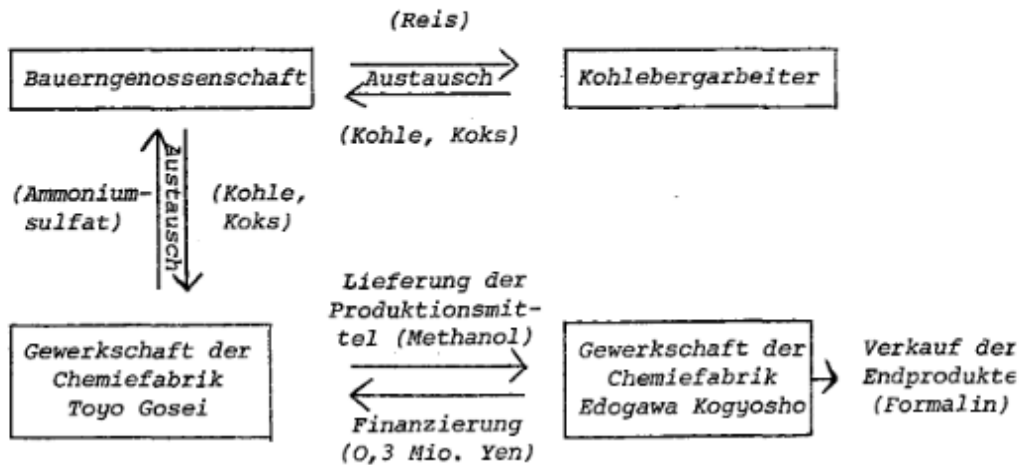 (Reis)
Bauerngenossenschaft
Austausch
Kohlebergarbeiter
(Kohle, Koks)
(Ammonium-
sulfat)
Austausch
(Kohle,
Koks)
Lieferung der
Produktionsmit-
tel (Methanol)
Gewerkschaft der
Chemiefabrik
Toyo Gosei
Gewerkschaft der
Chemiefabrik
Edogawa Kogyosho
Verkauf der
Endprodukte
(Formalin)
Finanzierung
(0,3 Mio. Yen)